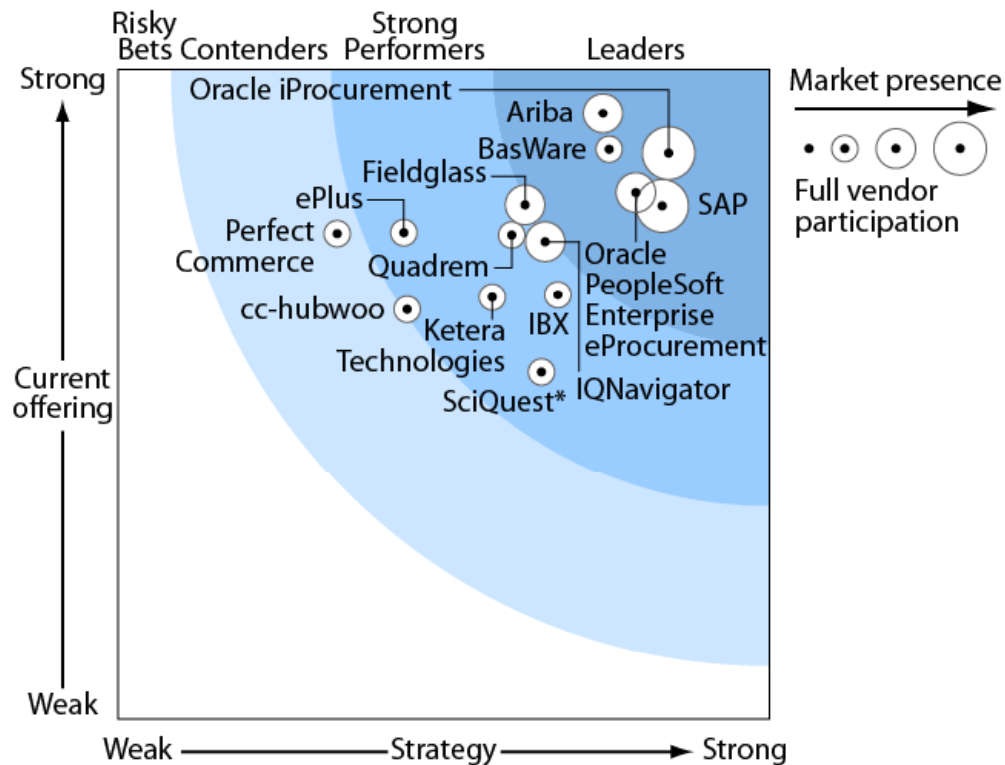 Risky
Bets
Contenders
Strong
Performers
Leaders
Strong
Oracle iProcurement
Ariba
BasWare
Market presence
Full vendor
participation
Fieldglass
ePlus
SAP
Perfect
Commerce
Quadrem
Oracle
PeopleSoft
Enterprise
eProcurement
cc-hubwoo
Ketera
Technologies
IBX
Current
offering
SciQuest*
IQNavigator
Weak
Weak
Strategy
Strong